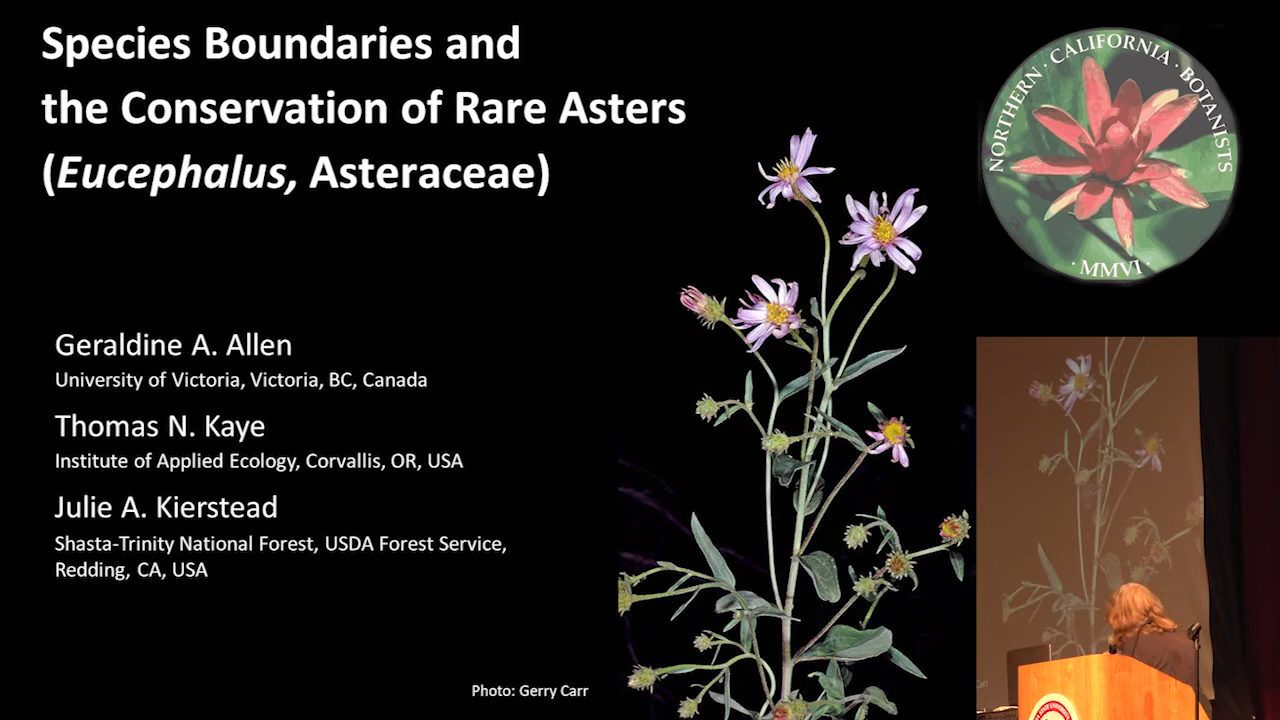 Species Boundaries and
the Conservation of Rare Asters
(Eucephalus, Asteraceae)
NORTHERN · CALIFORNIA · BOTANISTS
· MMVI ·
Geraldine A. Allen
University of Victoria, Victoria, BC, Canada
Thomas N. Kaye
Institute of Applied Ecology, Corvallis, OR, USA
Julie A. Kierstead
Shasta-Trinity National Forest, USDA Forest Service,
Redding, CA, USA
Photo: Gerry Carr